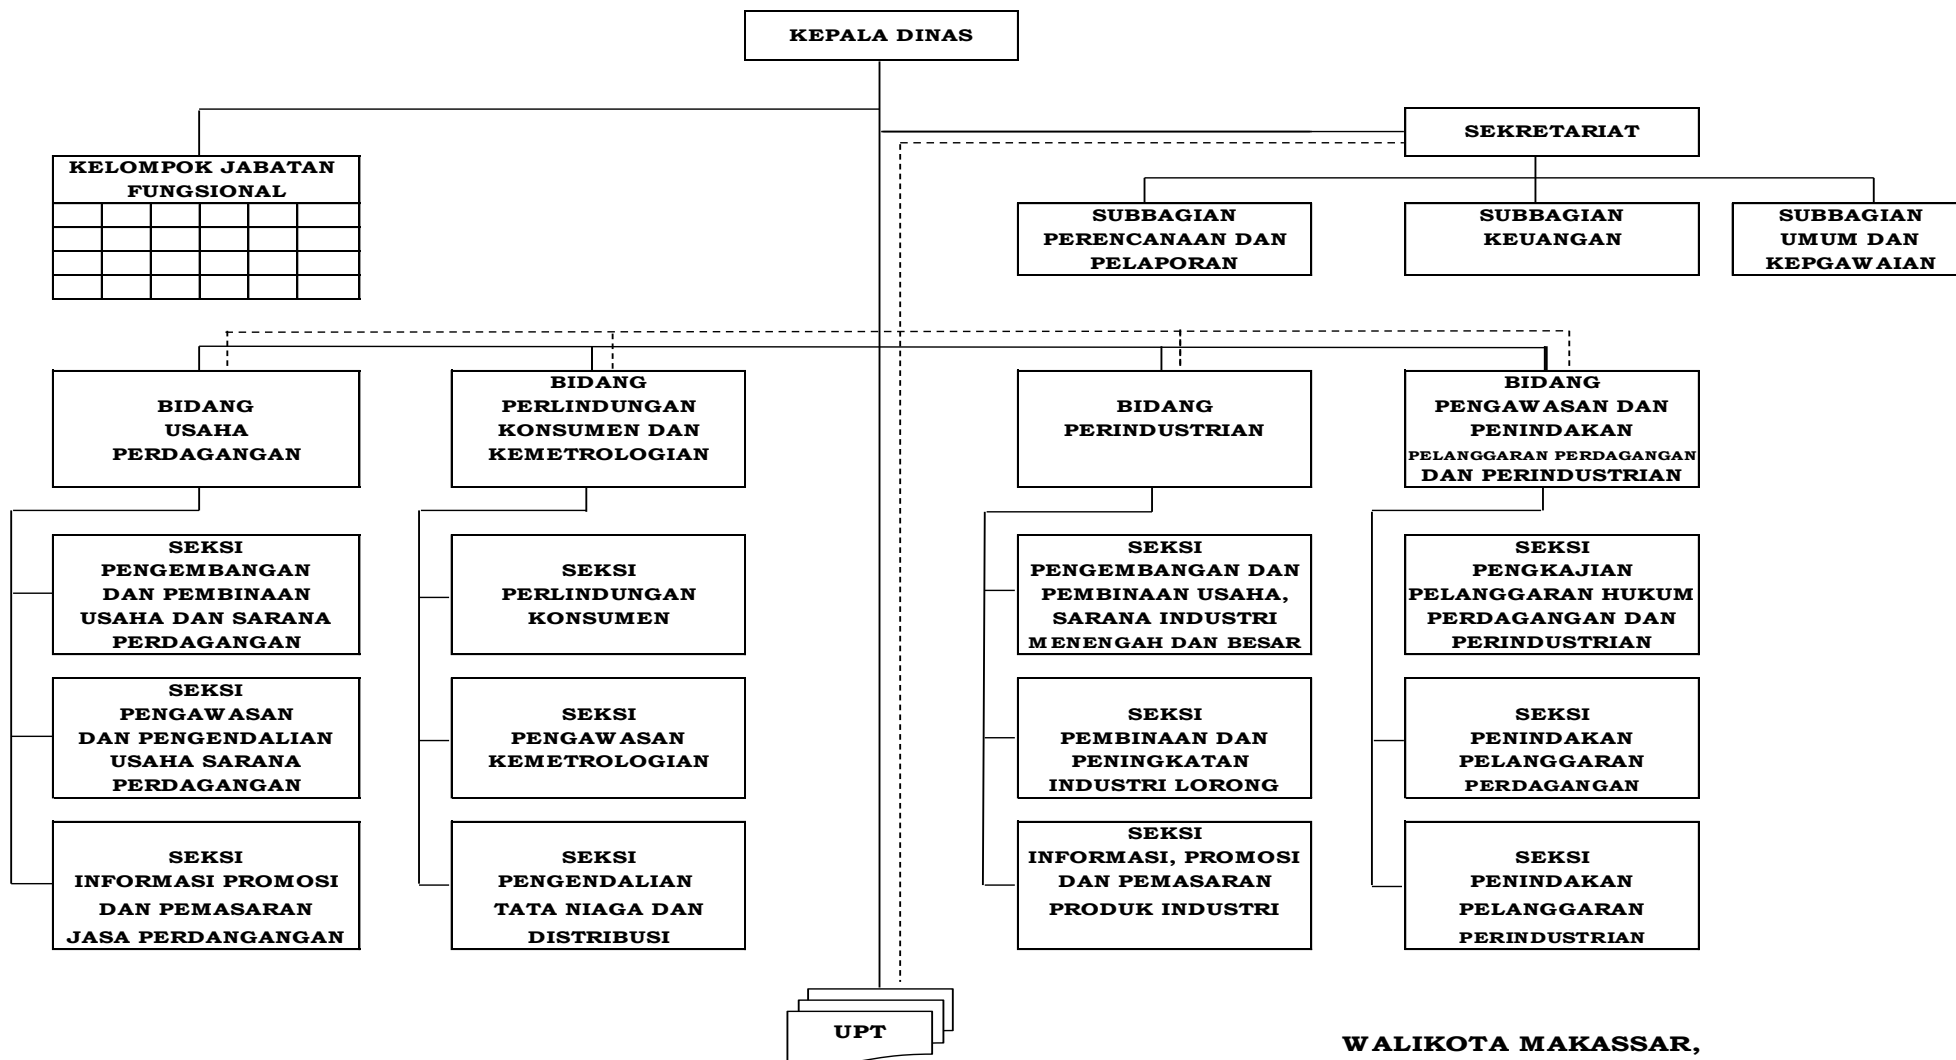 KEPALA DINAS
SEKRETARIAT
KELOMPOK JABATAN
FUNGSIONAL
SUBBAGIAN
PERENCANAAN DAN
PELAPORAN
SUBBAGIAN
KEUANGAN
SUBBAGIAN
UMUM DAN
KEPGAWAIAN
BIDANG
USAHA
PERDAGANGAN
BIDANG
PERLINDUNGAN
KONSUMEN DAN
KEMETROLOGIAN
BIDANG
PERINDUSTRIAN
BIDANG
PENGAWASAN DAN
PENINDAKAN
PELANGGARAN PERDAGANGAN
DAN PERINDUSTRIAN
SEKSI
PENGEMBANGAN
DAN PEMBINAAN
USAHA DAN SARANA
PERDAGANGAN
SEKSI
PERLINDUNGAN
KONSUMEN
SEKSI
PENGEMBANGAN DAN
PEMBINAAN USAHA,
SARANA INDUSTRI
MENENGAH DAN BESAR
SEKSI
PENGKAJIAN
PELANGGARAN HUKUM
PERDAGANGAN DAN
PERINDUSTRIAN
SEKSI
PENGAWASAN
DAN PENGENDALIAN
USAHA SARANA
PERDAGANGAN
SEKSI
PENGAWASAN
KEMETROLOGIAN
SEKSI
PEMBINAAN DAN
PENINGKATAN
INDUSTRI LORONG
SEKSI
PENINDAKAN
PELANGGARAN
PERDAGANGAN
SEKSI
INFORMASI PROMOSI
DAN PEMASARAN
JASA PERDANGANGAN
SEKSI
PENGENDALIAN
TATA NIAGA DAN
DISTRIBUSI
SEKSI
INFORMASI, PROMOSI
DAN PEMASARAN
PRODUK INDUSTRI
SEKSI
PENINDAKAN
PELANGGARAN
PERINDUSTRIAN
UPT
WALIKOTA MAKASSAR,